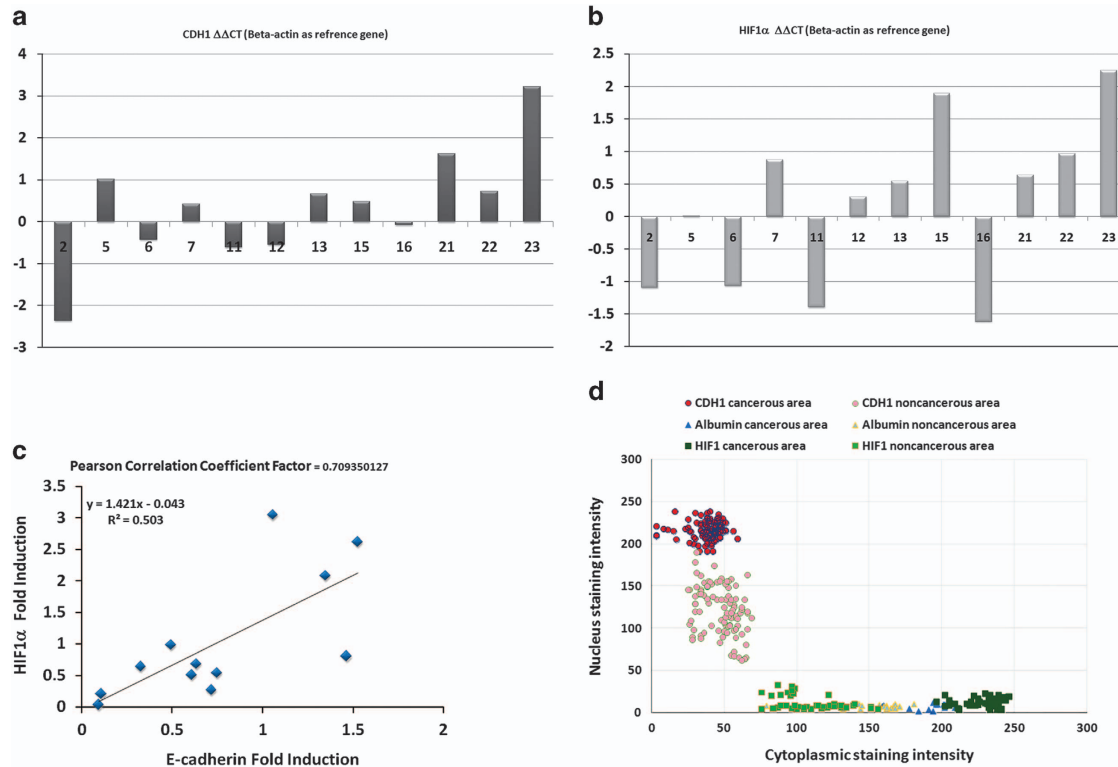 a
CDH1 ΔΔCT (Beta-actin as refrence gene)
4
3
2
1
0
-1
-2
-3
2 5 6 7 11 12 13 15 16 21 22 23
b
HIF1α ΔΔCT (Beta-actin as refrence gene)
2.5
2
1.5
1
0.5
0
-0.5
-1
-1.5
-2
2 5 6 7 11 12 13 15 16 21 22 23
c
Pearson Correlation Coefficient Factor = 0.709350127
y = 1.421x - 0.043
R² = 0.503
HIF1α Fold Induction
3.5
3
2.5
2
1.5
1
0.5
0
0 0.5 1 1.5 2
E-cadherin Fold Induction
d
CDH1 cancerous area CDH1 noncancerous area
Albumin cancerous area Albumin noncancerous area
HIF1 cancerous area HIF1 noncancerous area
Nucleus staining intensity
300
250
200
150
100
50
0
0 50 100 150 200 250 300
Cytoplasmic staining intensity